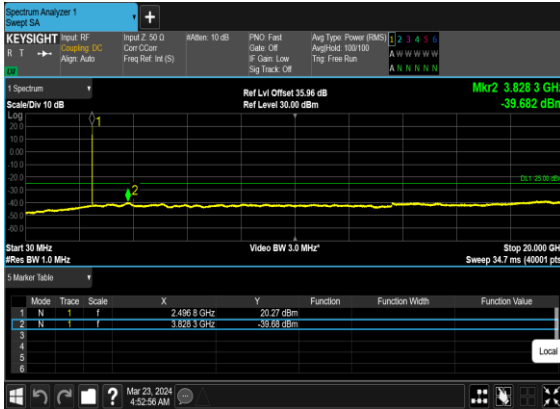 Spectrum Analyzer 1
Swept SA
+
KEYSIGHT Input: RF Input Z: 50 Ω #Atten: 10 dB PNO: Fast Avg Type: Power (RMS) 1 2 3 4 5 6
R T Coupling: DC Corr CCorr Gate: Off Avg|Hold: 100/100 A W W W W W
Align: Auto Freq Ref: Int (S) IF Gain: Low Trig: Free Run
Sig Track: Off A N N N N N
1 Spectrum Ref Lvl Offset 35.96 dB Mkr2 3.828 3 GHz
Scale/Div 10 dB Ref Level 30.00 dBm -39.682 dBm
Log
20.0
10.0
0.00
-10.0
-20.0
-30.0
-40.0
-50.0
-60.0
1
2
DL1 -25.00 dBm
Start 30 MHz Video BW 3.0 MHz* Stop 20.000 GH
#Res BW 1.0 MHz Sweep 34.7 ms (40001 pts
5 Marker Table
Mode Trace Scale X Y Function Function Width Function Value
1 N 1 f 2.496 8 GHz 20.27 dBm
2 N 1 f 3.828 3 GHz -39.68 dBm
3
4
5
6
Local
? Mar 23, 2024
4:52:56 AM